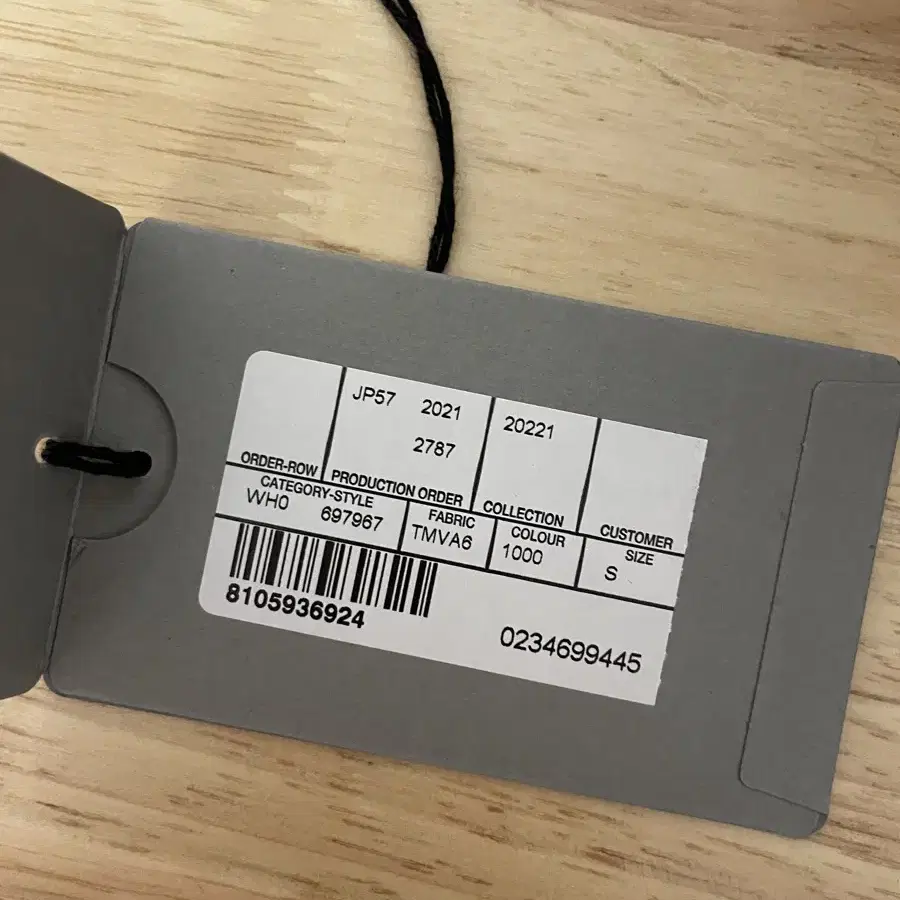 JP57 2021 20221
2787
ORDER-ROW PRODUCTION ORDER COLLECTION CUSTOMER
CATEGORY-STYLE FABRIC COLOUR SIZE
WH0 697967 TMVA6 1000 S
8105936924 0234699445